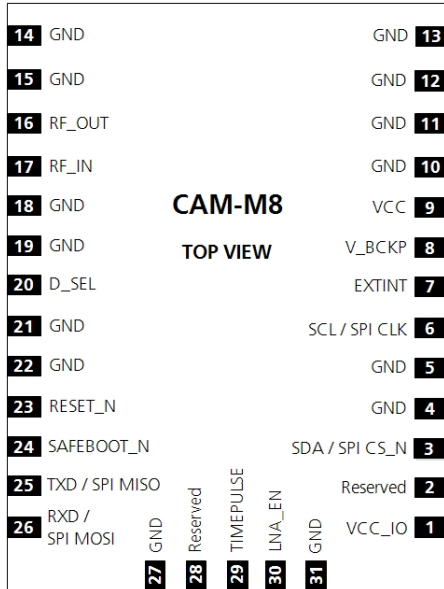 14 GND
GND 13
15 GND
GND 12
16 RF_OUT
GND 11
17 RF_IN
GND 10
18 GND
CAM-M8
VCC 9
19 GND
TOP VIEW
V_BCKP 8
20 D_SEL
EXTINT 7
21 GND
SCL / SPI CLK 6
22 GND
GND 5
23 RESET_N
GND 4
24 SAFEBOOT_N
SDA / SPI CS_N 3
25 TXD / SPI MISO
Reserved 2
26 RXD /
SPI MOSI
VCC_IO 1
GND 27
Reserved 28
TIMEPULSE 29
LNA_EN 30
GND 31